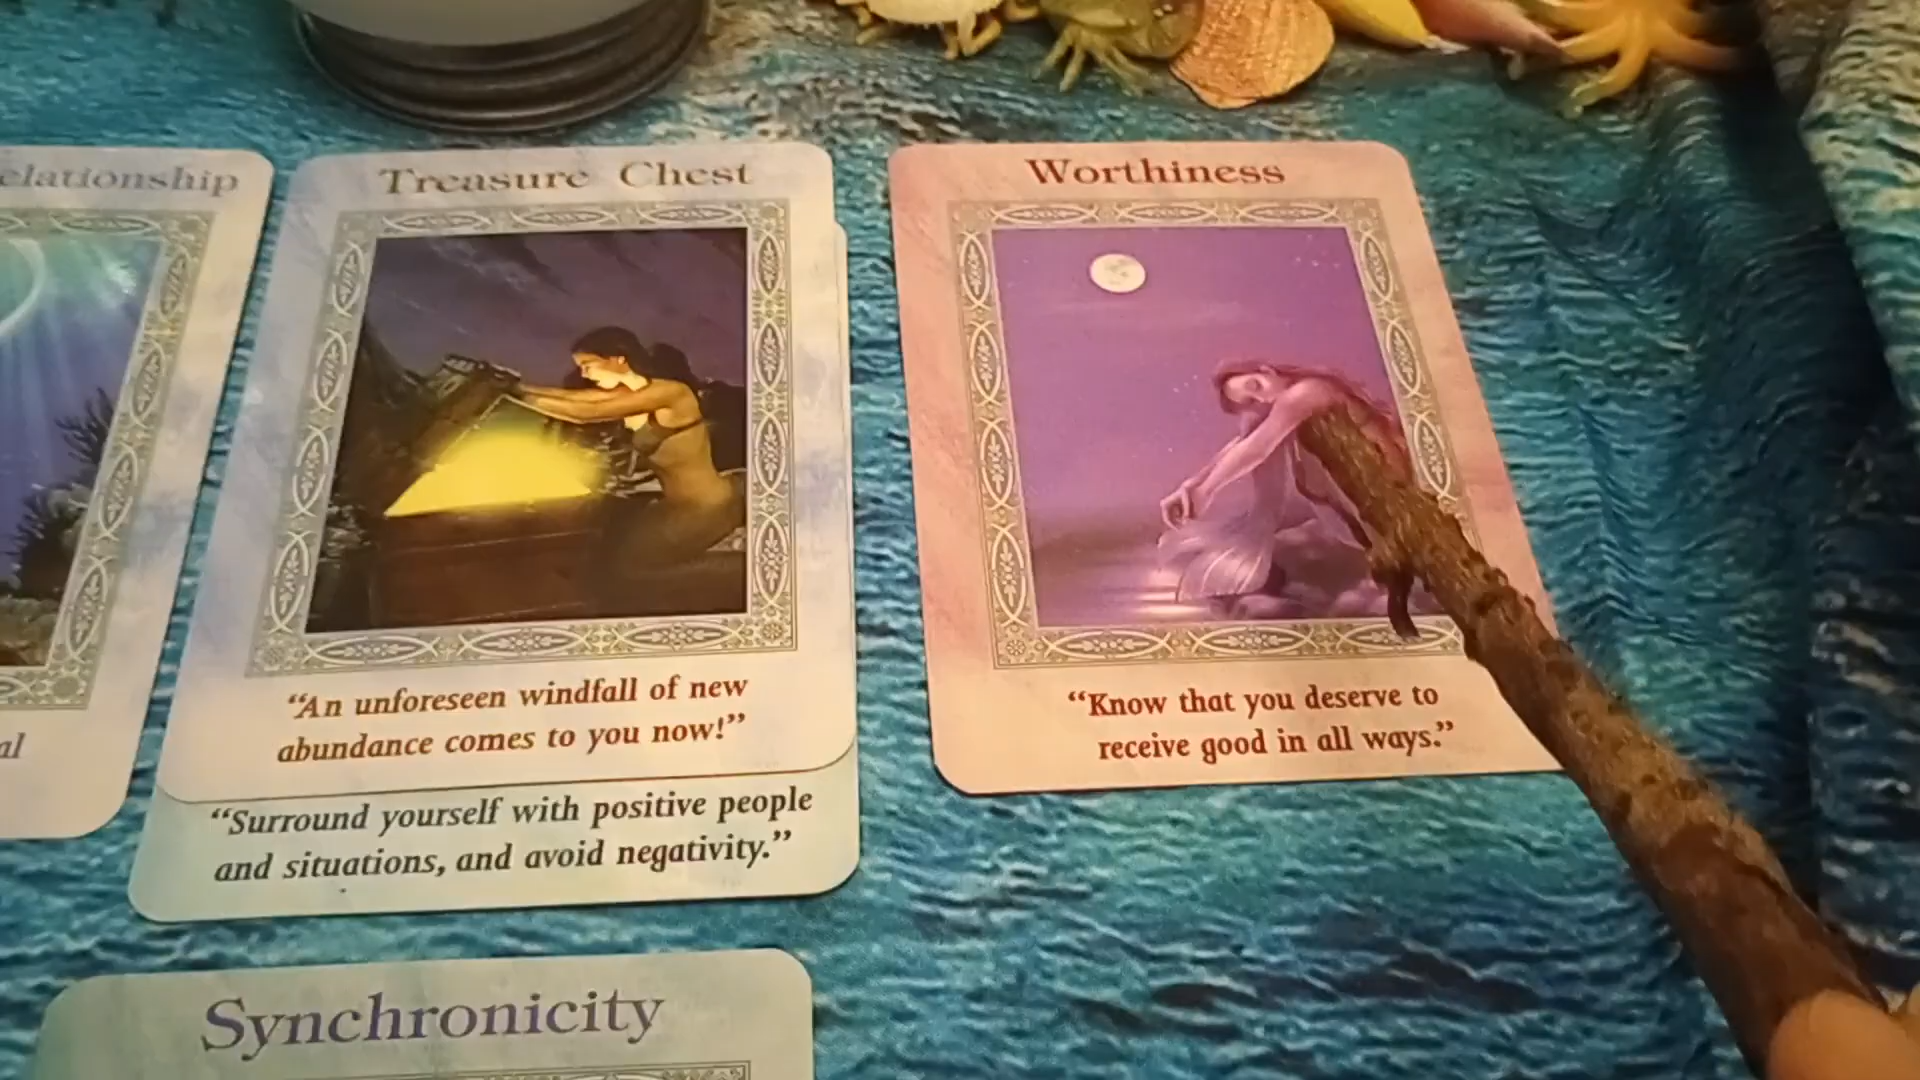 elationship
al
Treasure Chest
“An unforeseen windfall of new
abundance comes to you now!”
“Surround yourself with positive people
and situations, and avoid negativity.”
Worthiness
“Know that you deserve to
receive good in all ways.”
Synchronicity